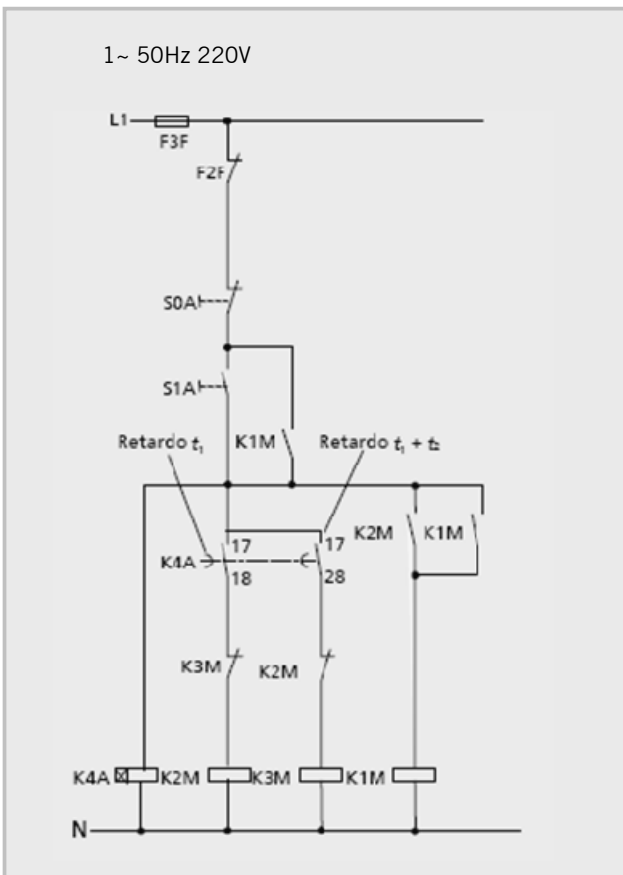 1~ 50Hz 220V
L1
F3F
F2F
S0A
S1A
Retardo t₁ K1M Retardo t₁ + t₂
17 17 K2M K1M
K4A
18 28
K3M K2M
K4A K2M K3M K1M
N